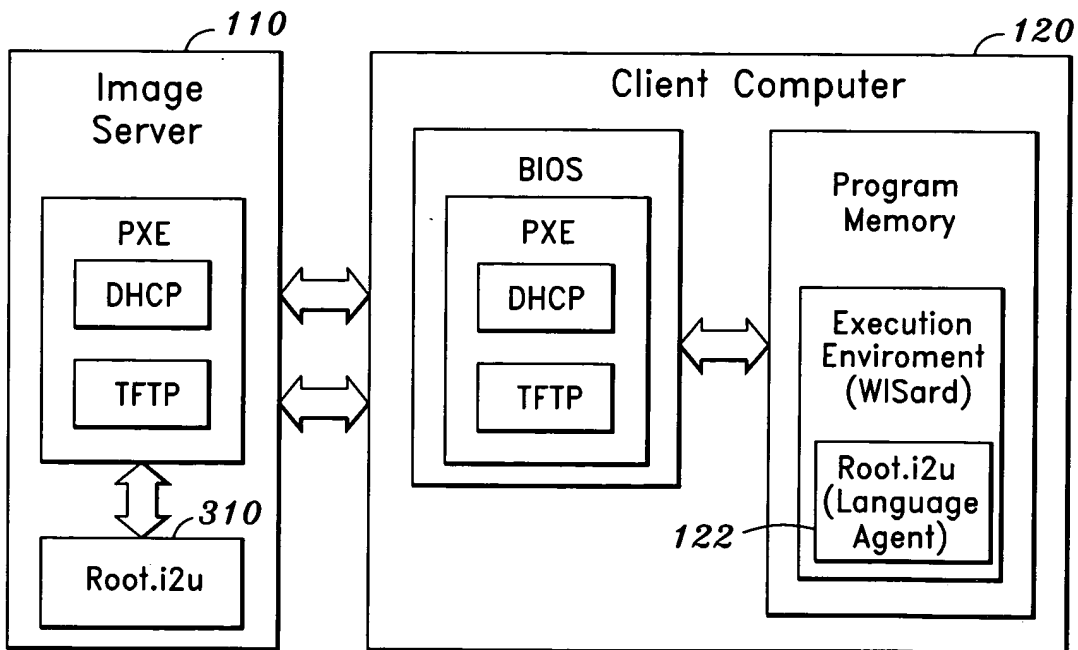 110
Image
Server
PXE
DHCP
TFTP
310
Root.i2u
120
Client Computer
BIOS
PXE
DHCP
TFTP
Program
Memory
Execution
Enviroment
(WISard)
Root.i2u
(Language
Agent)
122